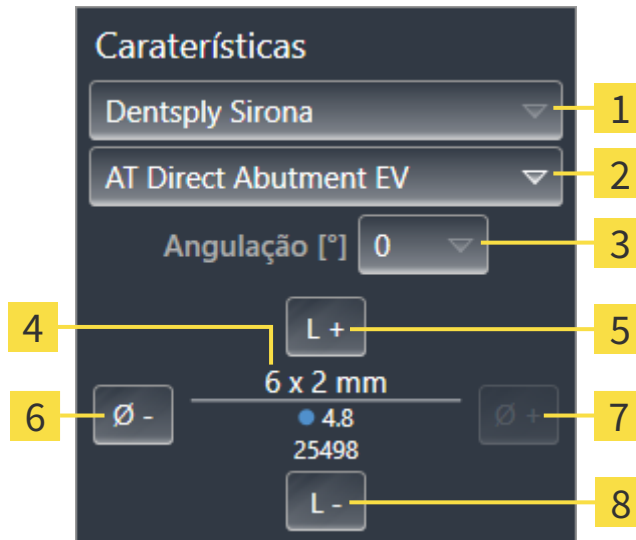 Caraterísticas
Dentsply Sirona
1
AT Direct Abutment EV
2
Angulação [°] 0
3
4
L +
5
6 x 2 mm
6
Ø -
4.8
Ø +
7
25498
L -
8